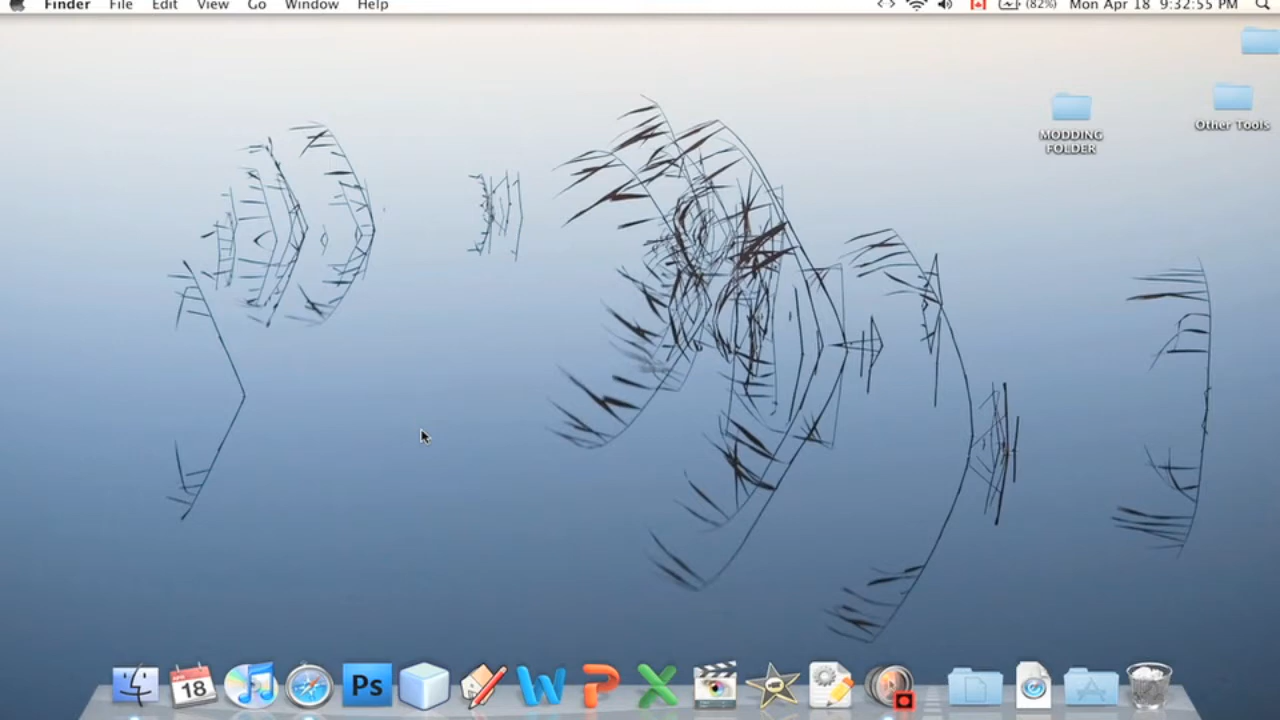 Finder File Edit View Go Window Help (82%) Mon Apr 18 9:32:55 PM
MODDING
FOLDER
Other Tools
18
Ps